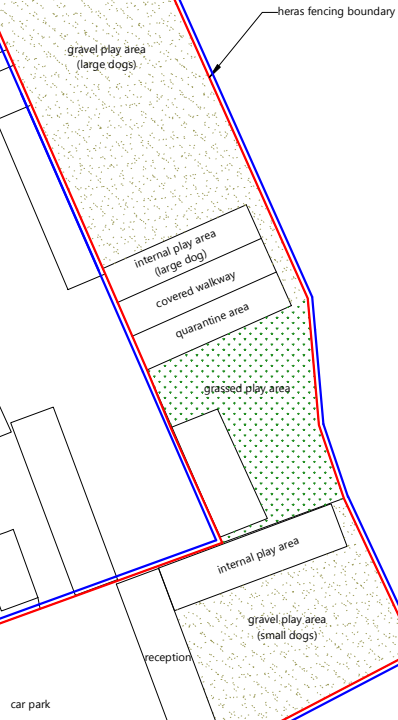 heras fencing boundary
gravel play area
(large dogs)
internal play area
(large dog)
covered walkway
quarantine area
grassed play area
internal play area
gravel play area
(small dogs)
reception
car park